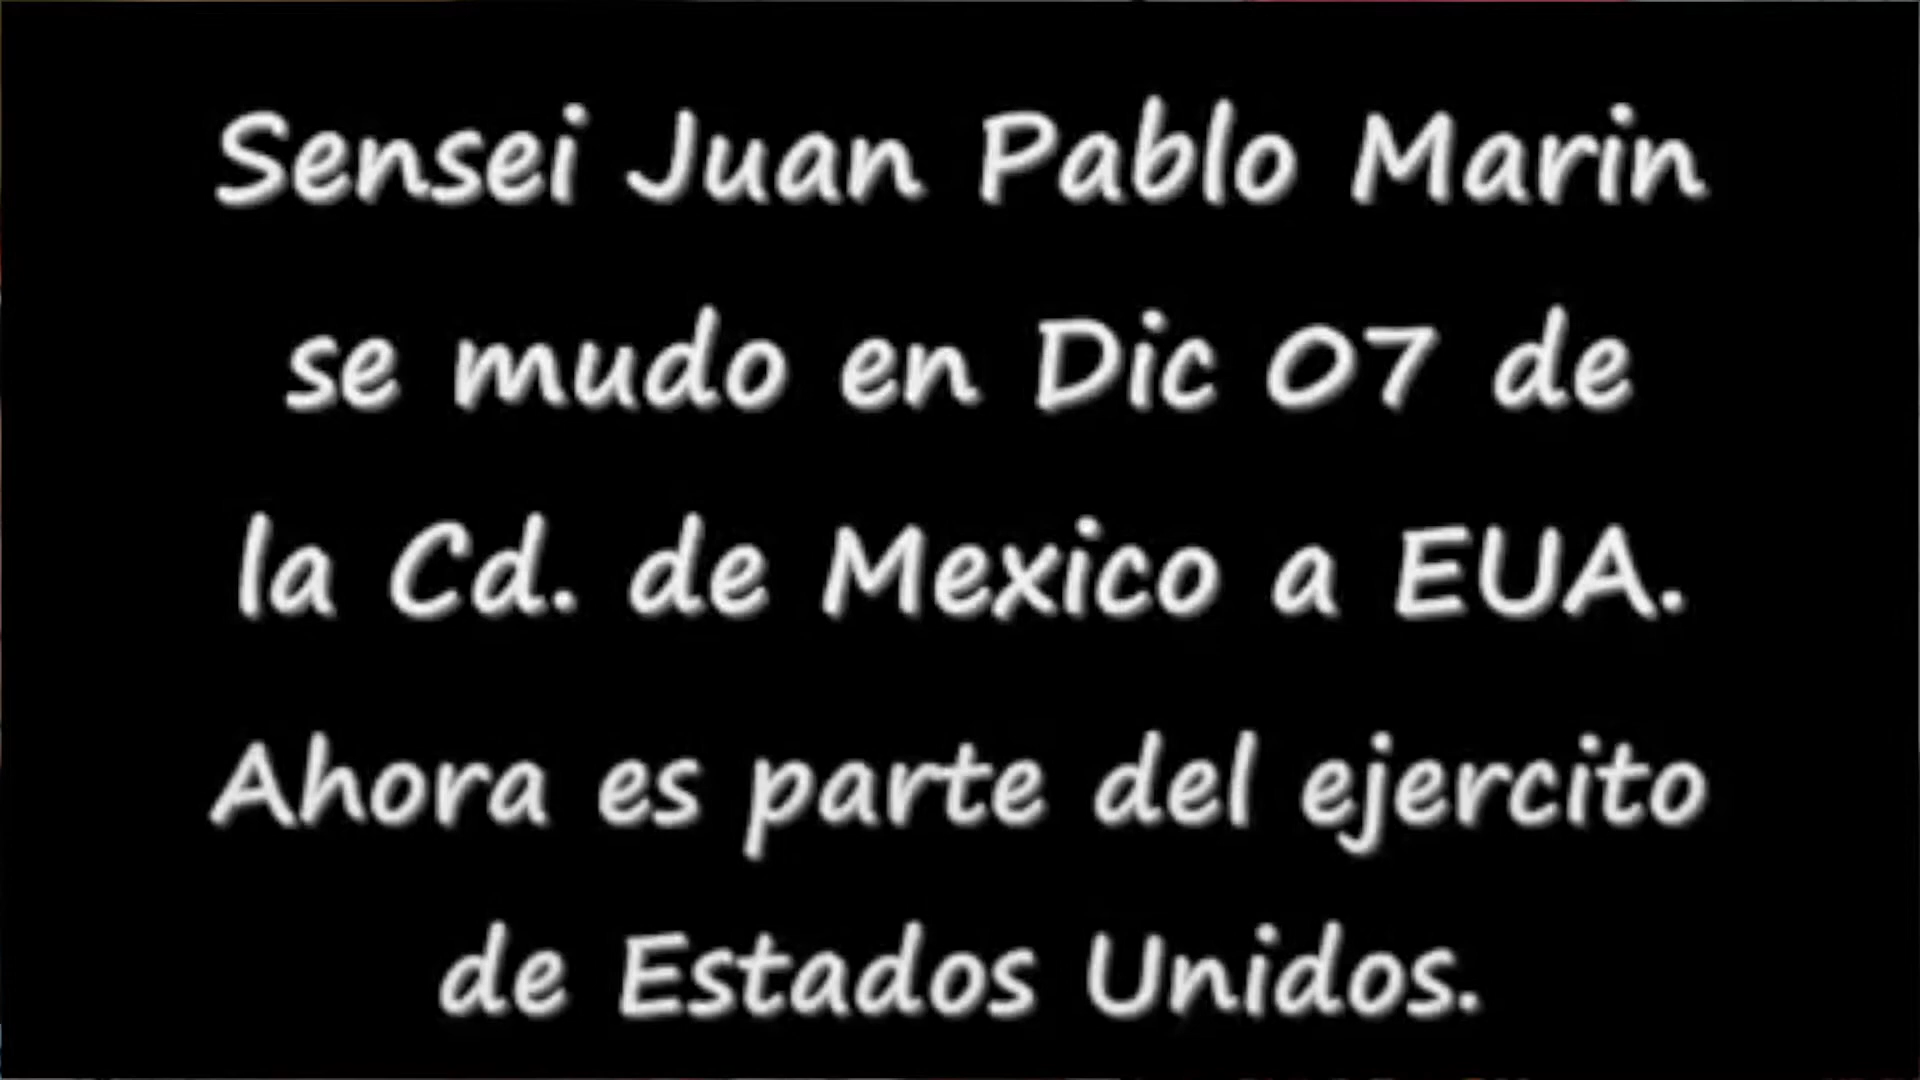 Sensei Juan Pablo Marin
se mudo en Dic 07 de
la Cd. de Mexico a EUA.
Ahora es parte del ejercito
de Estados Unidos.